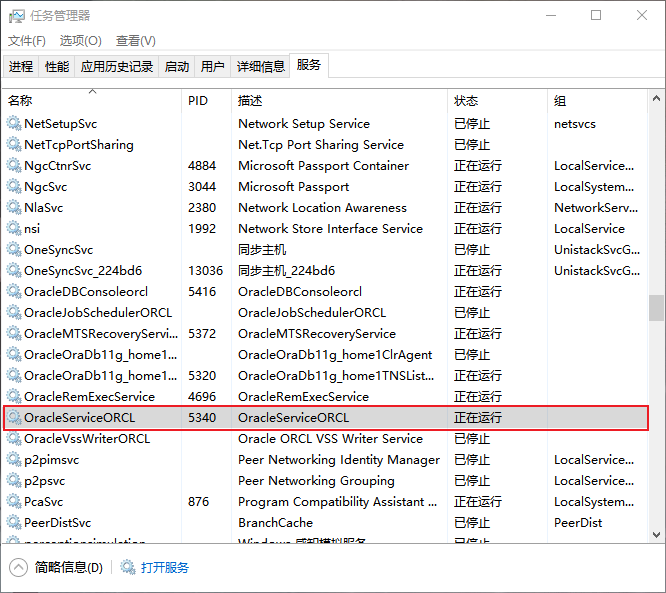 任务管理器
文件(F) 选项(O) 查看(V)
进程 性能 应用历史记录 启动 用户 详细信息 服务
名称 PID 描述 状态 组
NetSetupSvc Network Setup Service 已停止 netsvcs
NetTcpPortSharing Net.Tcp Port Sharing Service 已停止
NgcCtnrSvc 4884 Microsoft Passport Container 正在运行 LocalService...
NgcSvc 3044 Microsoft Passport 正在运行 LocalSystem...
NlaSvc 2380 Network Location Awareness 正在运行 NetworkServ...
nsi 1992 Network Store Interface Service 正在运行 LocalService
OneSyncSvc 同步主机 已停止 UnistackSvcG...
OneSyncSvc_224bd6 13036 同步主机_224bd6 正在运行 UnistackSvcG...
OracleDBConsoleorcl 5416 OracleDBConsoleorcl 正在运行
OracleJobSchedulerORCL OracleJobSchedulerORCL 已停止
OracleMTSRecoveryServi... 5372 OracleMTSRecoveryService 正在运行
OracleOraDb11g_home1... OracleOraDb11g_home1ClrAgent 已停止
OracleOraDb11g_home1... 5320 OracleOraDb11g_home1TNSList... 正在运行
OracleRemExecService 4696 OracleRemExecService 正在运行
OracleServiceORCL 5340 OracleServiceORCL 正在运行
OracleVssWriterORCL Oracle ORCL VSS Writer Service 已停止
p2pimsvc Peer Networking Identity Manager 已停止 LocalService...
p2psvc Peer Networking Grouping 已停止 LocalService...
PcaSvc 876 Program Compatibility Assistant ... 正在运行 LocalSystem...
PeerDistSvc BranchCache 已停止 PeerDist
perceptionsimulation Windows 感知模拟服务 已停止
简略信息(D) 打开服务